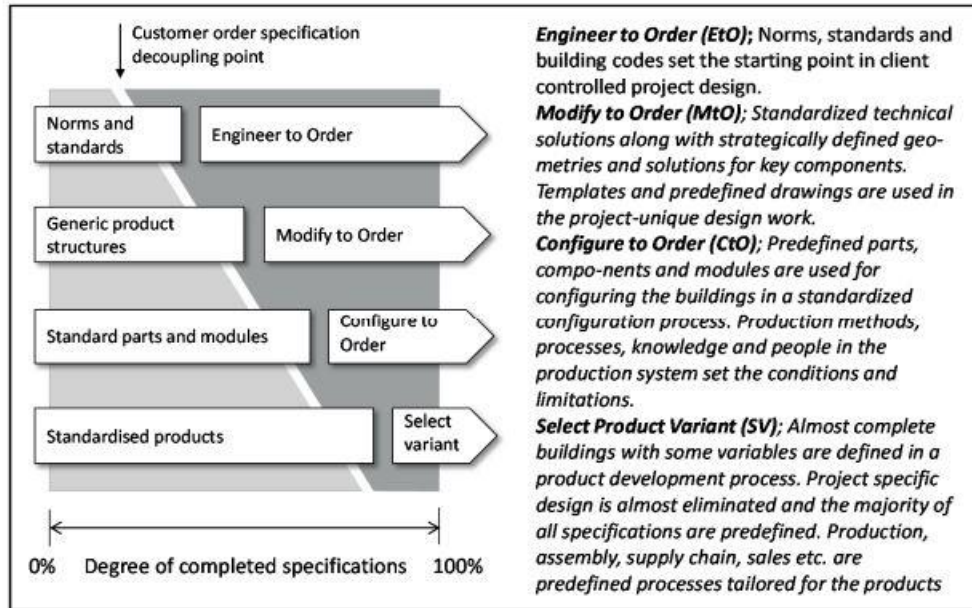 Customer order specification
decoupling point
Norms and
standards
Engineer to Order
Generic product
structures
Modify to Order
Standard parts and modules
Configure to
Order
Standardised products
Select
variant
0% Degree of completed specifications 100%
Engineer to Order (EtO); Norms, standards and
building codes set the starting point in client
controlled project design.
Modify to Order (MtO); Standardized technical
solutions along with strategically defined geo-
metries and solutions for key components.
Templates and predefined drawings are used in
the project-unique design work.
Configure to Order (CtO); Predefined parts,
compo-nents and modules are used for
configuring the buildings in a standardized
configuration process. Production methods,
processes, knowledge and people in the
production system set the conditions and
limitations.
Select Product Variant (SV); Almost complete
buildings with some variables are defined in a
product development process. Project specific
design is almost eliminated and the majority of
all specifications are predefined. Production,
assembly, supply chain, sales etc. are
predefined processes tailored for the products